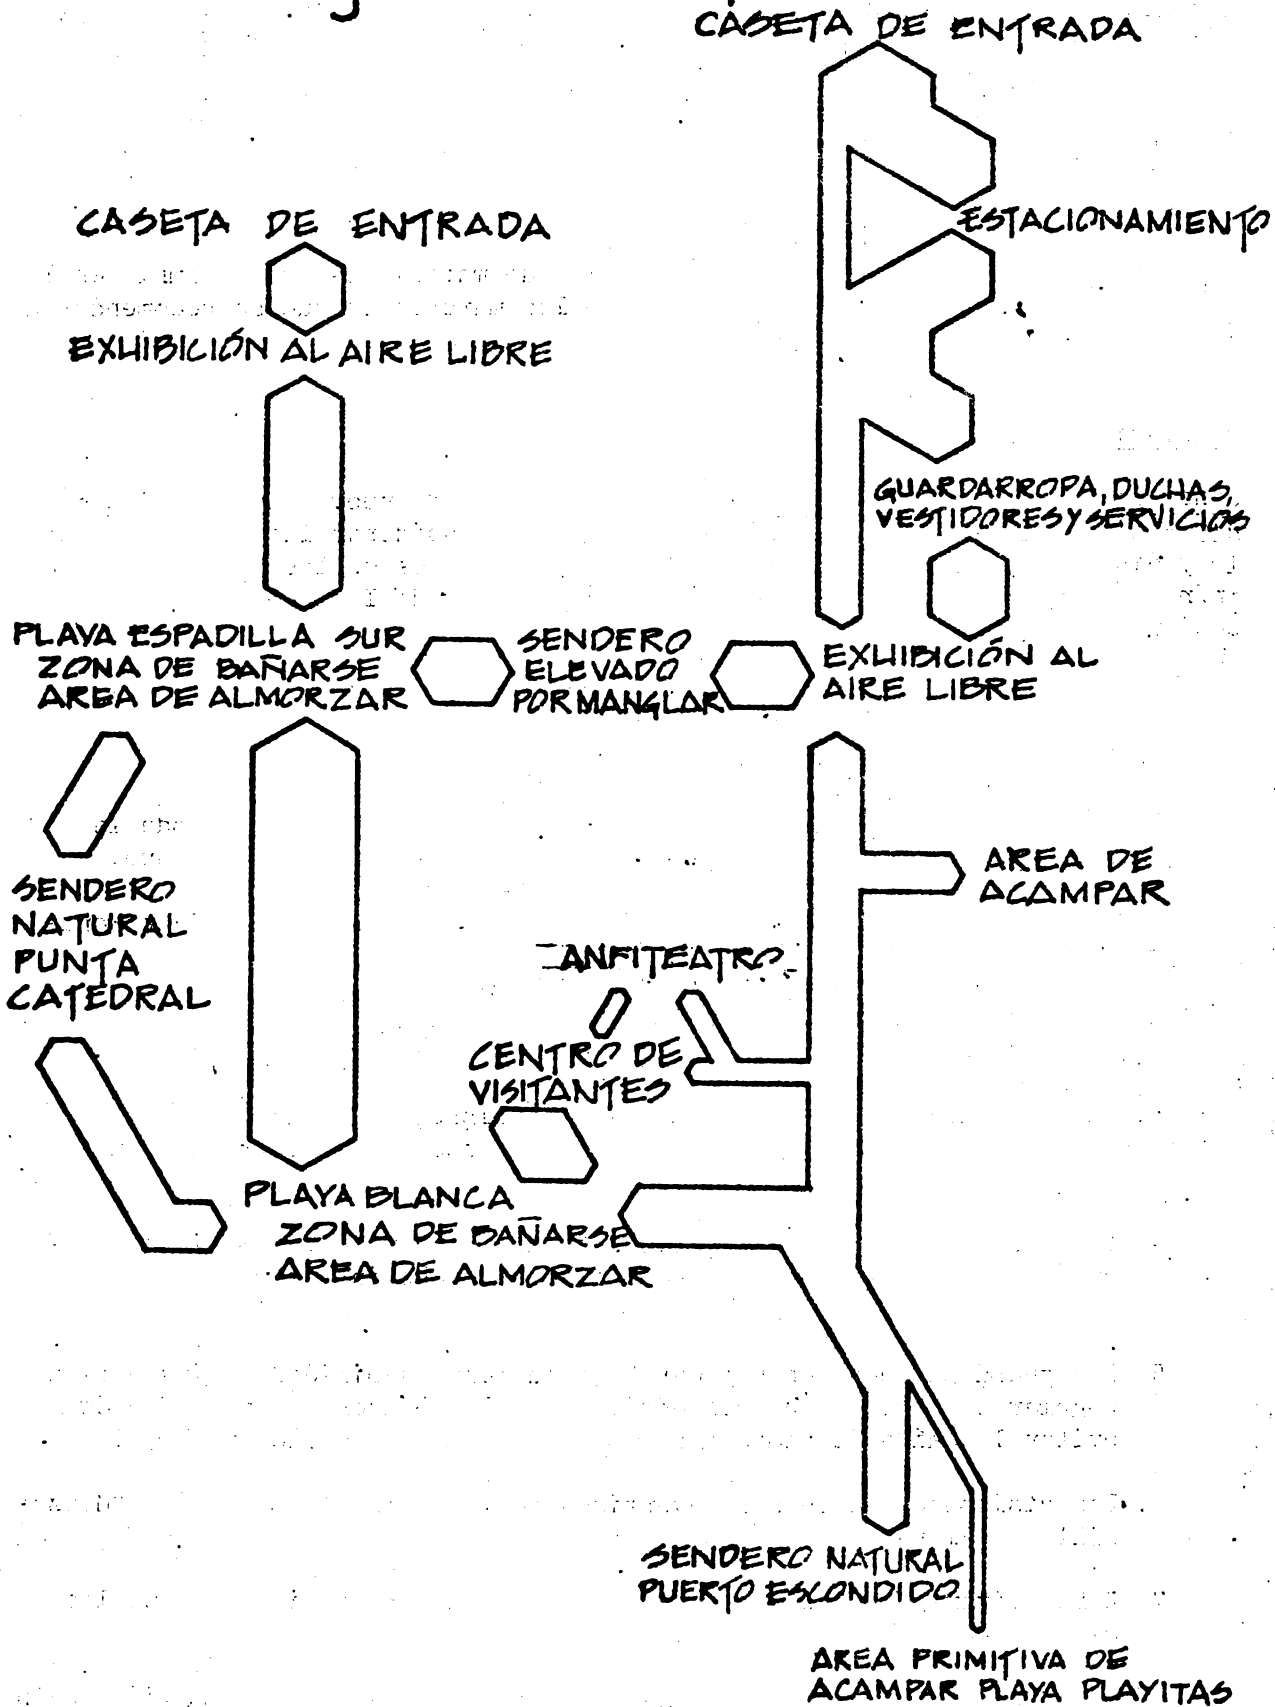 CASETA DE ENTRADA
CASETA DE ENTRADA
ESTACIONAMIENTO
EXHIBICIÓN AL AIRE LIBRE
GUARDARROPA, DUCHAS,
VESTIDORES Y SERVICIOS
PLAYA ESPADILLA SUR
ZONA DE BAÑARSE
AREA DE ALMORZAR
SENDERO
ELEVADO
POR MANGLAR
EXHIBICIÓN AL
AIRE LIBRE
AREA DE
ACAMPAR
SENDERO
NATURAL
PUNTA
CATEDRAL
ANFITEATRO
CENTRO DE
VISITANTES
PLAYA BLANCA
ZONA DE BAÑARSE
AREA DE ALMORZAR
SENDERO NATURAL
PUERTO ESCONDIDO
AREA PRIMITIVA DE
ACAMPAR PLAYA PLAYITAS